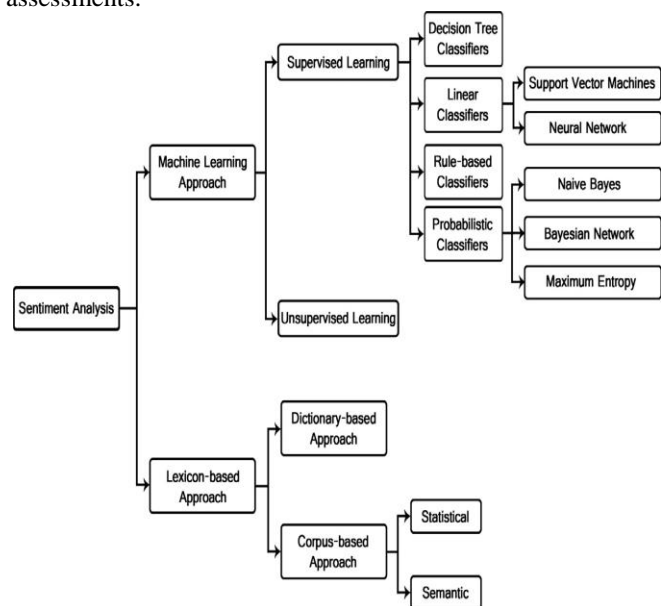 assessments.
Decision Tree
Classifiers
Supervised Learning
Support Vector Machines
Linear
Classifiers
Neural Network
Machine Learning
Approach
Rule-based
Classifiers
Naive Bayes
Probabilistic
Classifiers
Bayesian Network
Maximum Entropy
Sentiment Analysis
Unsupervised Learning
Dictionary-based
Approach
Lexicon-based
Approach
Statistical
Corpus-based
Approach
Semantic